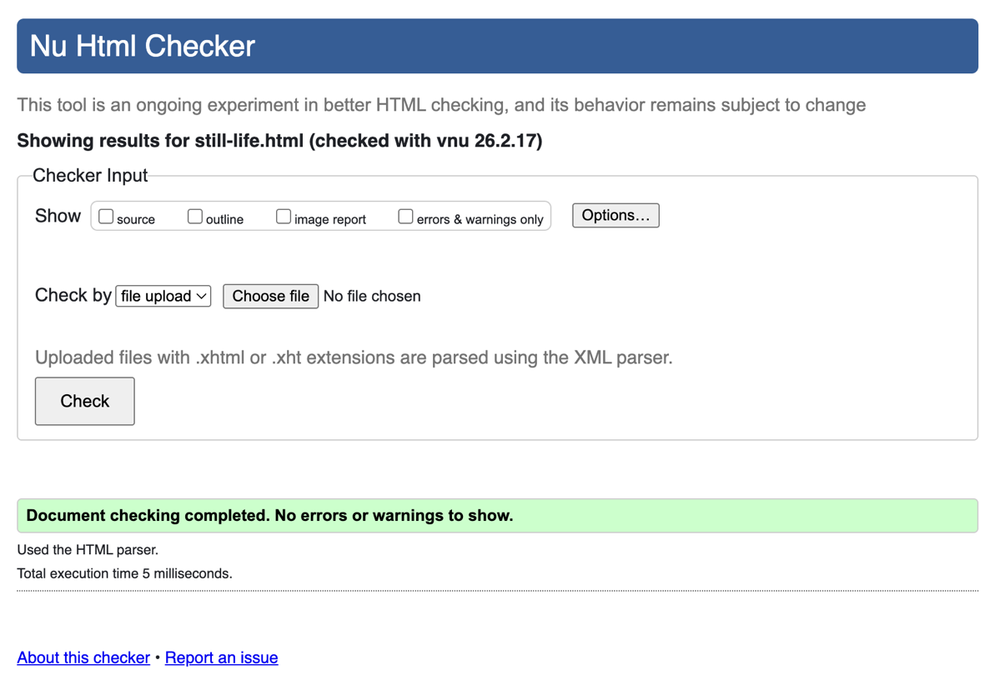 Nu Html Checker
This tool is an ongoing experiment in better HTML checking, and its behavior remains subject to change
Showing results for still-life.html (checked with vnu 26.2.17)
Checker Input
Show source outline image report errors & warnings only Options…
Check by file upload Choose file No file chosen
Uploaded files with .xhtml or .xht extensions are parsed using the XML parser.
Check
Document checking completed. No errors or warnings to show.
Used the HTML parser.
Total execution time 5 milliseconds.
About this checker • Report an issue